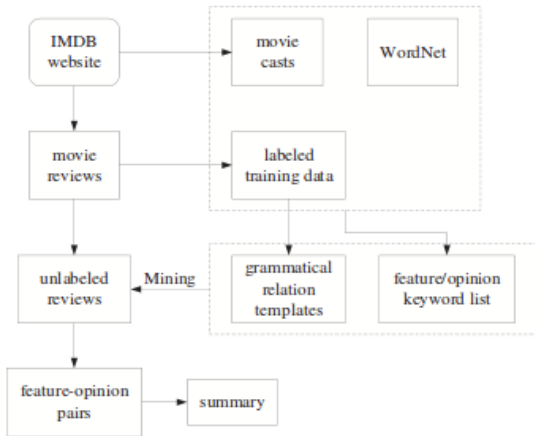 IMDB
website
movie
casts
WordNet
movie
reviews
labeled
training data
unlabeled
reviews
Mining
grammatical
relation
templates
feature/opinion
keyword list
feature-opinion
pairs
summary